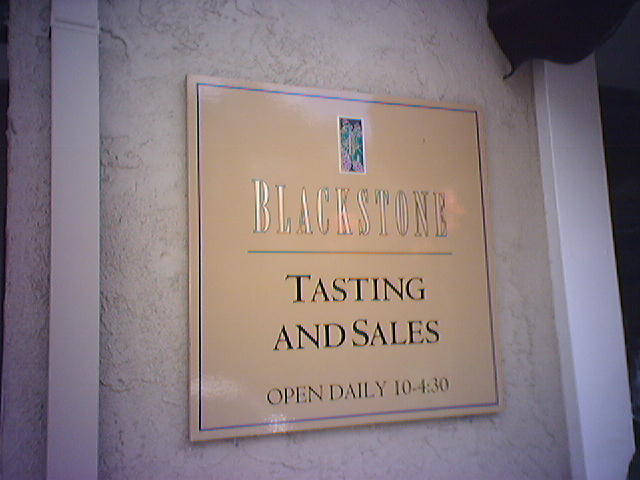 BLACKSTONE
TASTING
AND SALES
OPEN DAILY 10-4:30